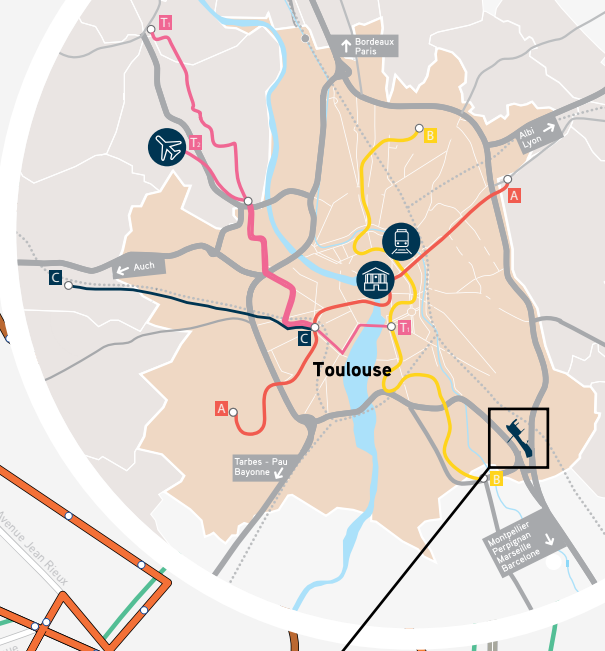 T1
Bordeaux
Paris
T2
B
Albi
Lyon
A
Auch
C
C
T1
Toulouse
A
Tarbes - Pau
Bayonne
B
Montpellier
Perpignan
Marseille
Barcelone
Avenue Jean Rieux